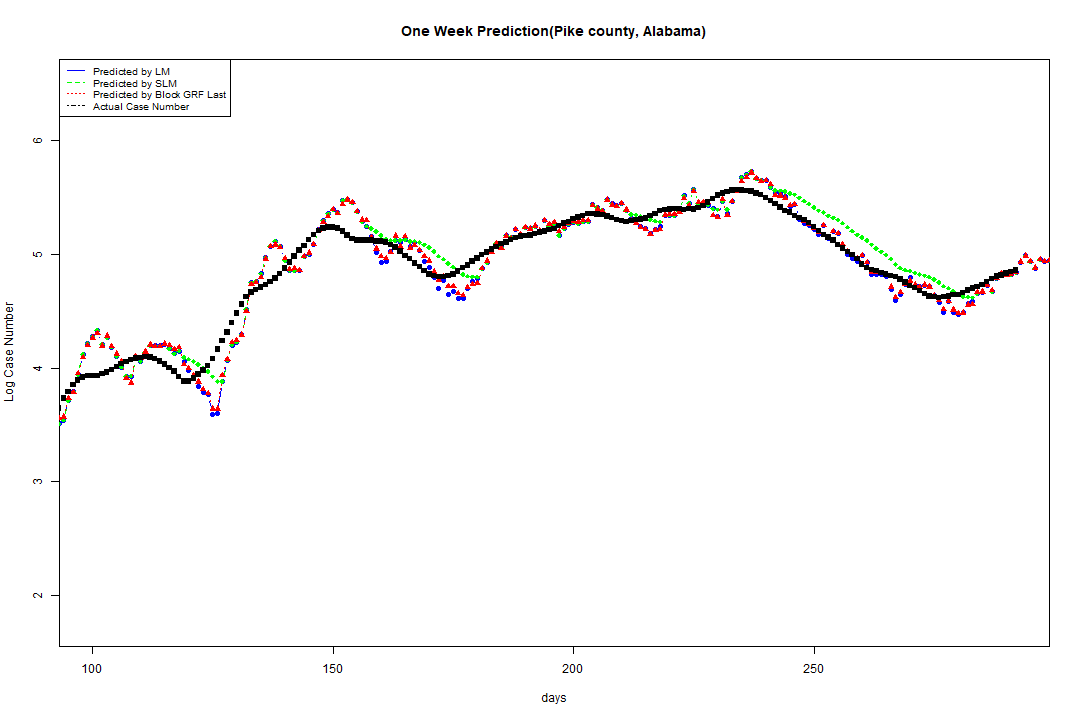 One Week Prediction(Pike county, Alabama)
Predicted by LM
Predicted by SLM
Predicted by Block GRF Last
Actual Case Number
6
5
4
3
2
Log Case Number
100 150 200 250
days